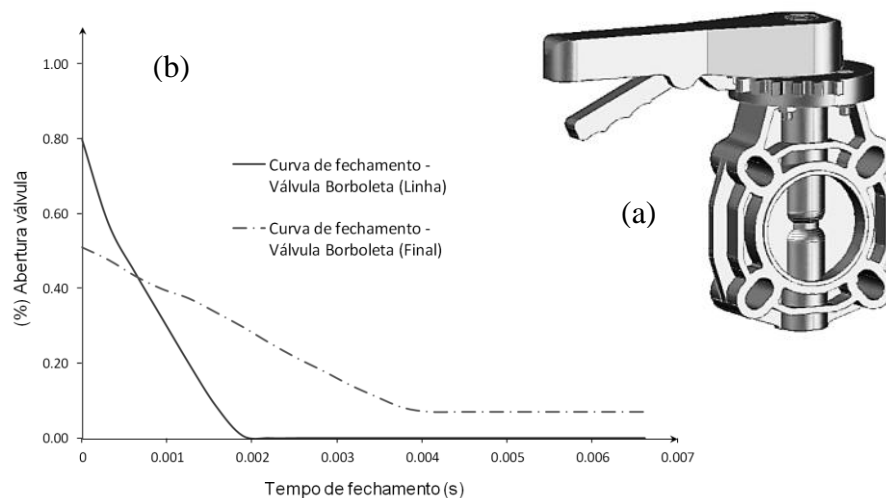 (b)
(a)
(%) Abertura válvula
1.00
0.80
0.60
0.40
0.20
0.00
Curva de fechamento -
Válvula Borboleta (Linha)
Curva de fechamento -
Válvula Borboleta (Final)
0
0.001
0.002
0.003
0.004
0.005
0.006
0.007
Tempo de fechamento (s)